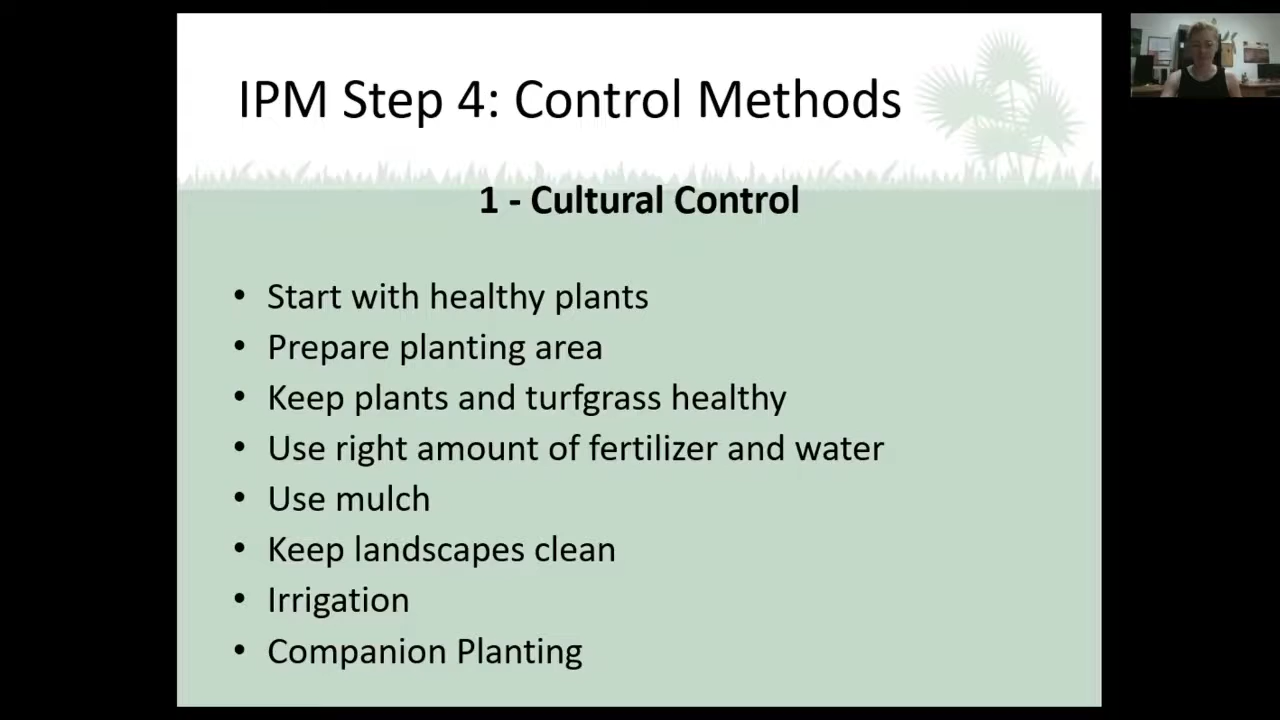 IPM Step 4: Control Methods
1 - Cultural Control
• Start with healthy plants
• Prepare planting area
• Keep plants and turfgrass healthy
• Use right amount of fertilizer and water
• Use mulch
• Keep landscapes clean
• Irrigation
• Companion Planting